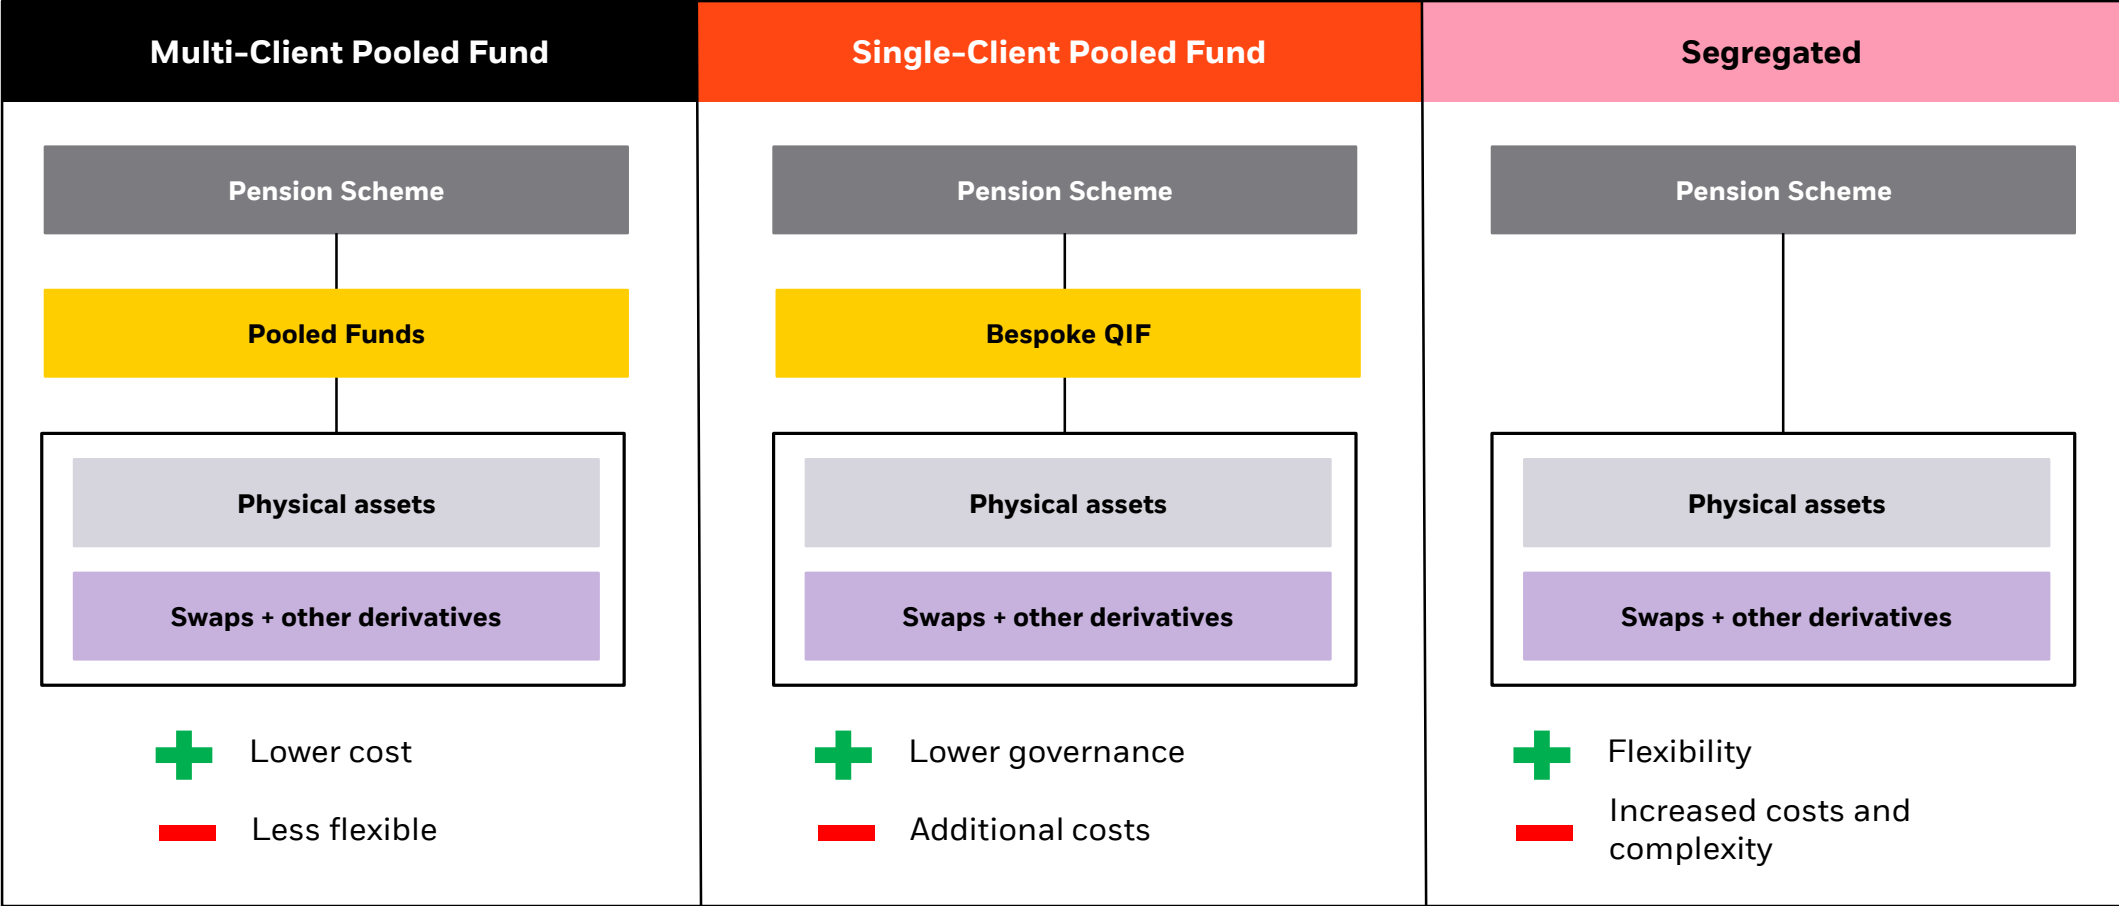 Multi-Client Pooled Fund
Single-Client Pooled Fund
Segregated
Pension Scheme
Pension Scheme
Pension Scheme
Pooled Funds
Bespoke QIF
Physical assets
Physical assets
Physical assets
Swaps + other derivatives
Swaps + other derivatives
Swaps + other derivatives
Lower cost
Lower governance
Flexibility
Less flexible
Additional costs
Increased costs and
complexity